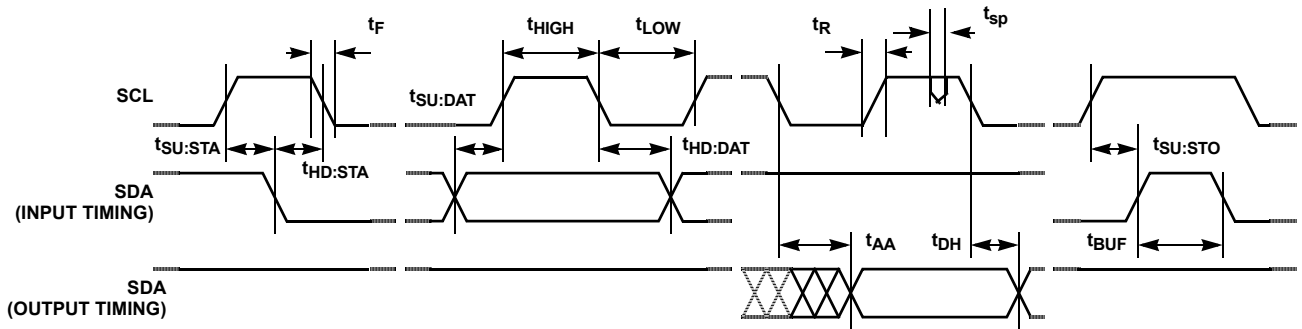 tF
tHIGH
tLOW
tR
tsp
SCL
tSU:DAT
tSU:STA
tHD:STA
tHD:DAT
tSU:STO
SDA
(INPUT TIMING)
tAA
tDH
tBUF
SDA
(OUTPUT TIMING)